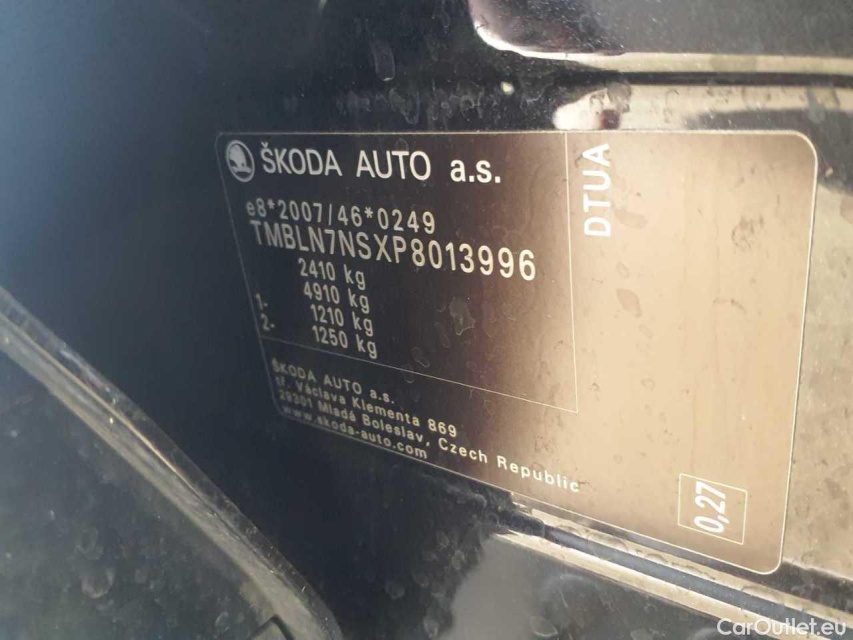 ŠKODA AUTO a.s.
e8*2007/46*0249
TMBLN7NSXP8013996
2410 kg
4910 kg
1- 1210 kg
2- 1250 kg
ŠKODA AUTO a.s.
tř. Václava Klementa 869
29301 Mladá Boleslav, Czech Republic
www.skoda-auto.com
DTUA
0,27
CarOutlet.eu